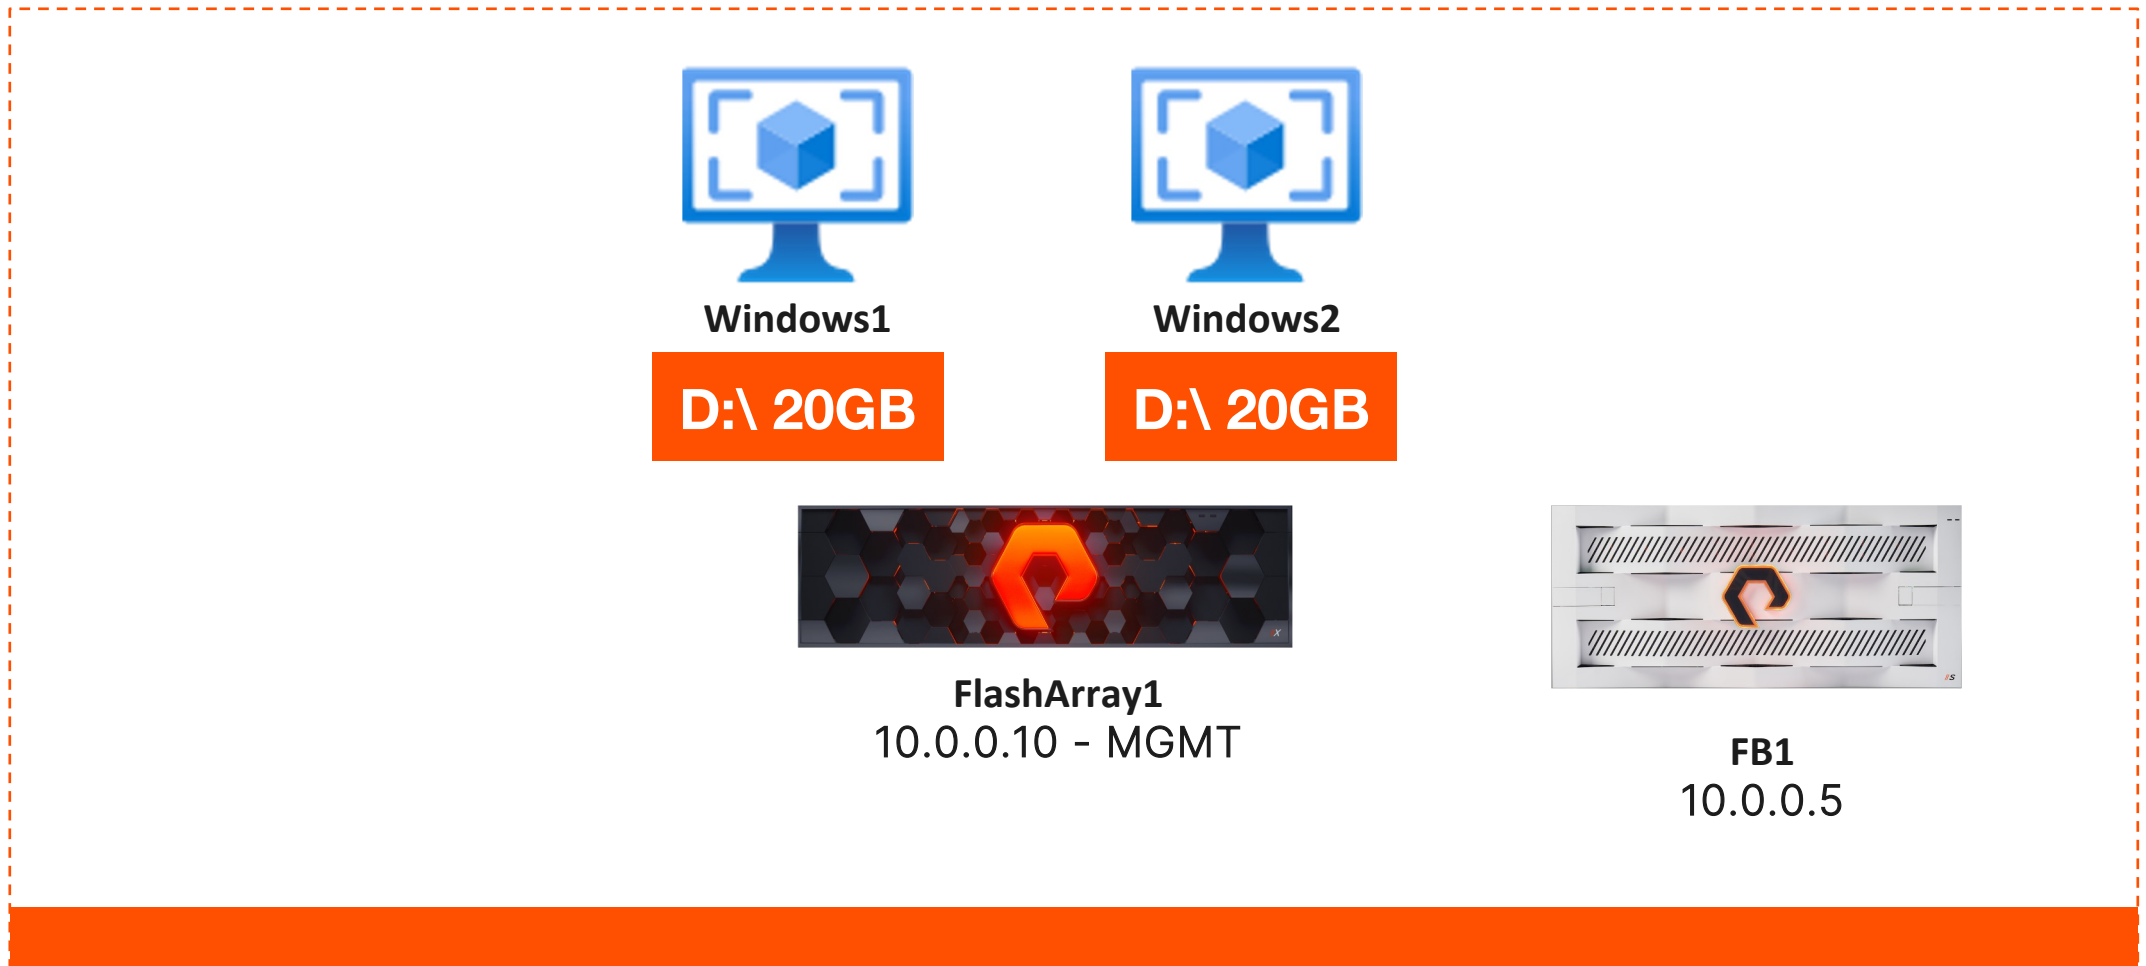 Windows1
Windows2
D:\ 20GB
D:\ 20GB
FlashArray1
10.0.0.10 - MGMT
//X
//S
FB1
10.0.0.5